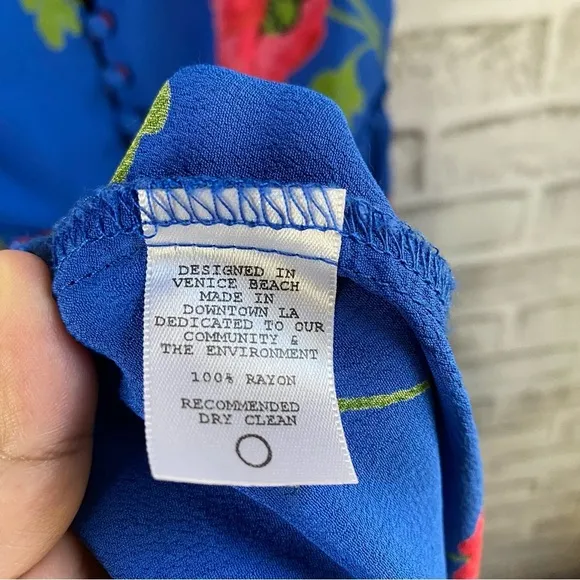 DESIGNED IN
VENICE BEACH
MADE IN
DOWNTOWN LA
DEDICATED TO OUR
COMMUNITY &
THE ENVIRONMENT
100% RAYON
RECOMMENDED
DRY CLEAN